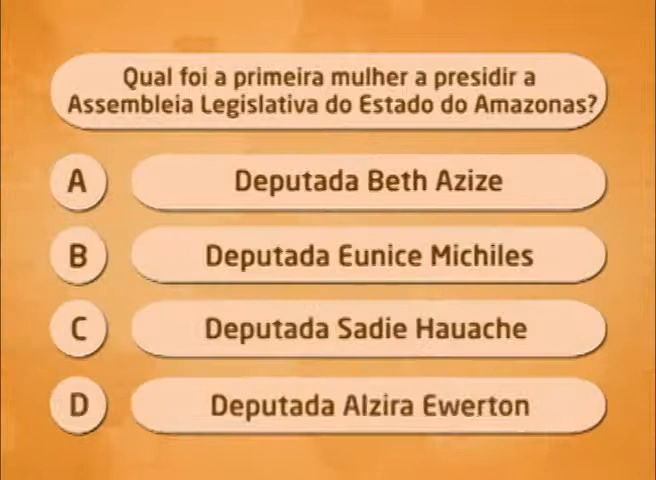 Qual foi a primeira mulher a presidir a
Assembleia Legislativa do Estado do Amazonas?
A Deputada Beth Azize
B Deputada Eunice Michiles
C Deputada Sadie Hauache
D Deputada Alzira Ewerton